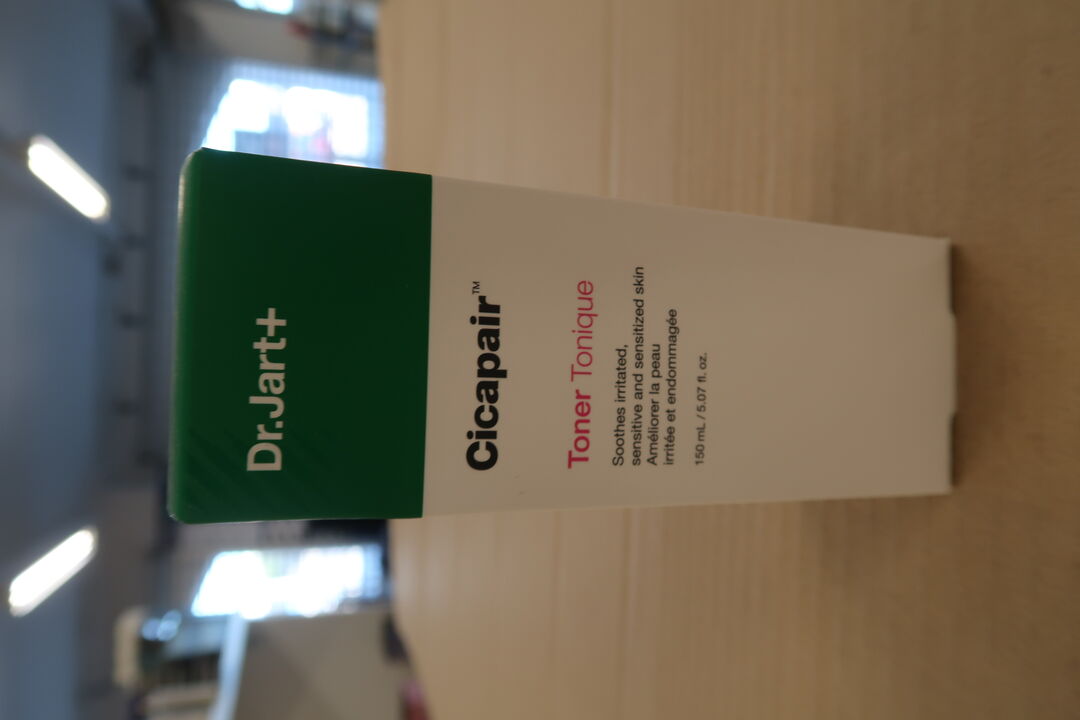 Dr.Jart+
Cicapair™
Toner Tonique
Soothes irritated,
sensitive and sensitized skin
Améliorer la peau
irritée et endommagée
150 mL / 5.07 fl. oz.